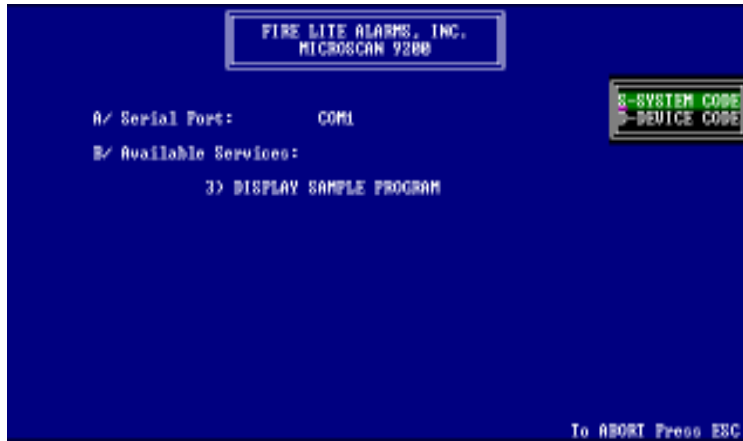 FIRE LITE ALARMS, INC.
MICROSCAN 9200
S-SYSTEM CODE
D-DEVICE CODE
A/ Serial Port: COM1
B/ Available Services:
3) DISPLAY SAMPLE PROGRAM
To ABORT Press ESC